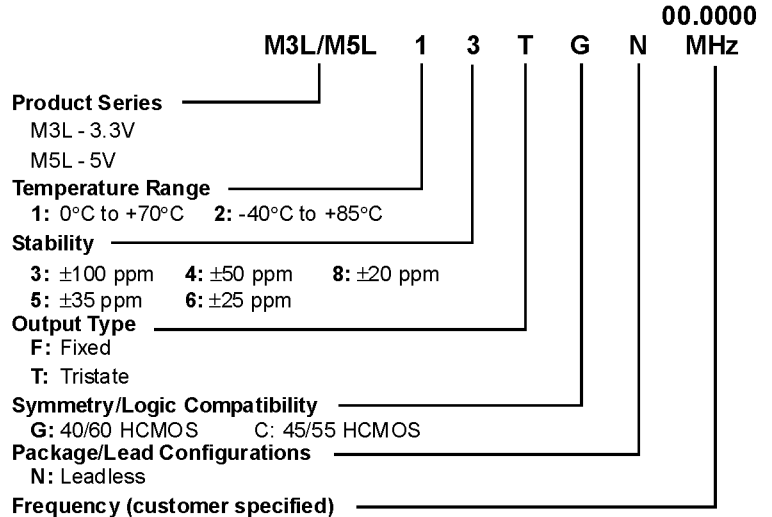 00.0000
M3L/M5L 1 3 T G N MHz
Product Series
M3L - 3.3V
M5L - 5V
Temperature Range
1: 0°C to +70°C 2: -40°C to +85°C
Stability
3: ±100 ppm 4: ±50 ppm 8: ±20 ppm
5: ±35 ppm 6: ±25 ppm
Output Type
F: Fixed
T: Tristate
Symmetry/Logic Compatibility
G: 40/60 HCMOS C: 45/55 HCMOS
Package/Lead Configurations
N: Leadless
Frequency (customer specified)